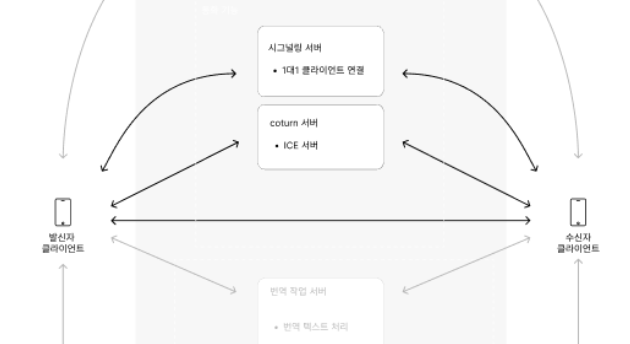 시그널링 서버
• 1대1 클라이언트 연결
coturn 서버
• ICE 서버
발신자
클라이언트
수신자
클라이언트
번역 작업 서버
• 번역 텍스트 처리